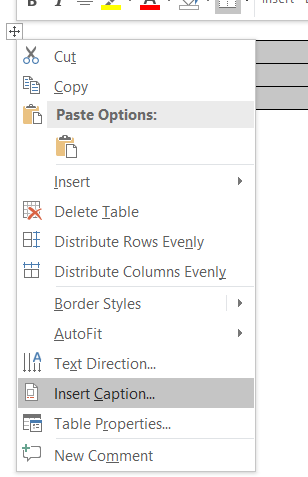 B I S A Insert
Cut
Copy
Paste Options:
Insert
Delete Table
Distribute Rows Evenly
Distribute Columns Evenly
Border Styles
AutoFit
Text Direction...
Insert Caption...
Table Properties...
New Comment